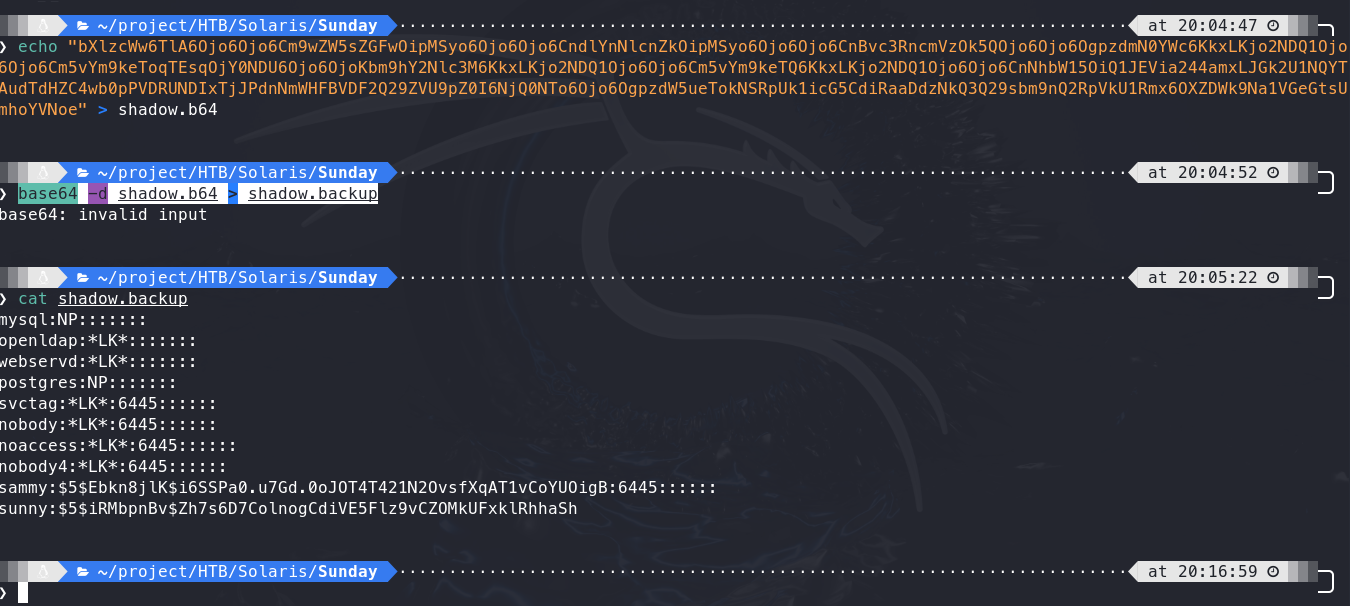 ~/project/HTB/Solaris/Sunday at 20:04:47
❯ echo "bXlzcWw6TlA6Ojo6Ojo6Cm9wZW5sZGFwOipMSyo6Ojo6Ojo6CndlYnNlcnZkOipMSyo6Ojo6Ojo6CnBvc3RncmVzOk5QOjo6Ojo6OgpzdmN0YWc6KkxLKjo2NDQ1Ojo
6Ojo6Cm5vYm9keToqTEsqOjY0NDU6Ojo6OjoKbm9hY2Nlc3M6KkxLKjo2NDQ1Ojo6Ojo6Cm5vYm9keTQ6KkxLKjo2NDQ1Ojo6Ojo6CnNhbW15OiQ1JEVia244amxLJGk2U1NQYT
AudTdHZC4wb0pPVDRUNDIxTjJPdnNmWHFBVDF2Q29ZVU9pZ0I6NjQ0NTo6Ojo6OgpzdW5ueTokNSRpUk1icG5CdiRaaDdzNkQ3Q29sbm9nQ2RpVkU1Rmx6OXZDWk9Na1VGeGtsU
mhoYVNoe" > shadow.b64
~/project/HTB/Solaris/Sunday at 20:04:52
❯ base64 -d shadow.b64 > shadow.backup
base64: invalid input
~/project/HTB/Solaris/Sunday at 20:05:22
❯ cat shadow.backup
mysql:NP:::::::
openldap:*LK*:::::::
webservd:*LK*:::::::
postgres:NP:::::::
svctag:*LK*:6445::::::
nobody:*LK*:6445::::::
noaccess:*LK*:6445::::::
nobody4:*LK*:6445::::::
sammy:$5$Ebkn8jlK$i6SSPa0.u7Gd.0oJOT4T421N2OvsfXqAT1vCoYUOigB:6445::::::
sunny:$5$iRMbpnBv$Zh7s6D7ColnogCdiVE5Flz9vCZOMkUFxklRhhaSh
~/project/HTB/Solaris/Sunday at 20:16:59
❯